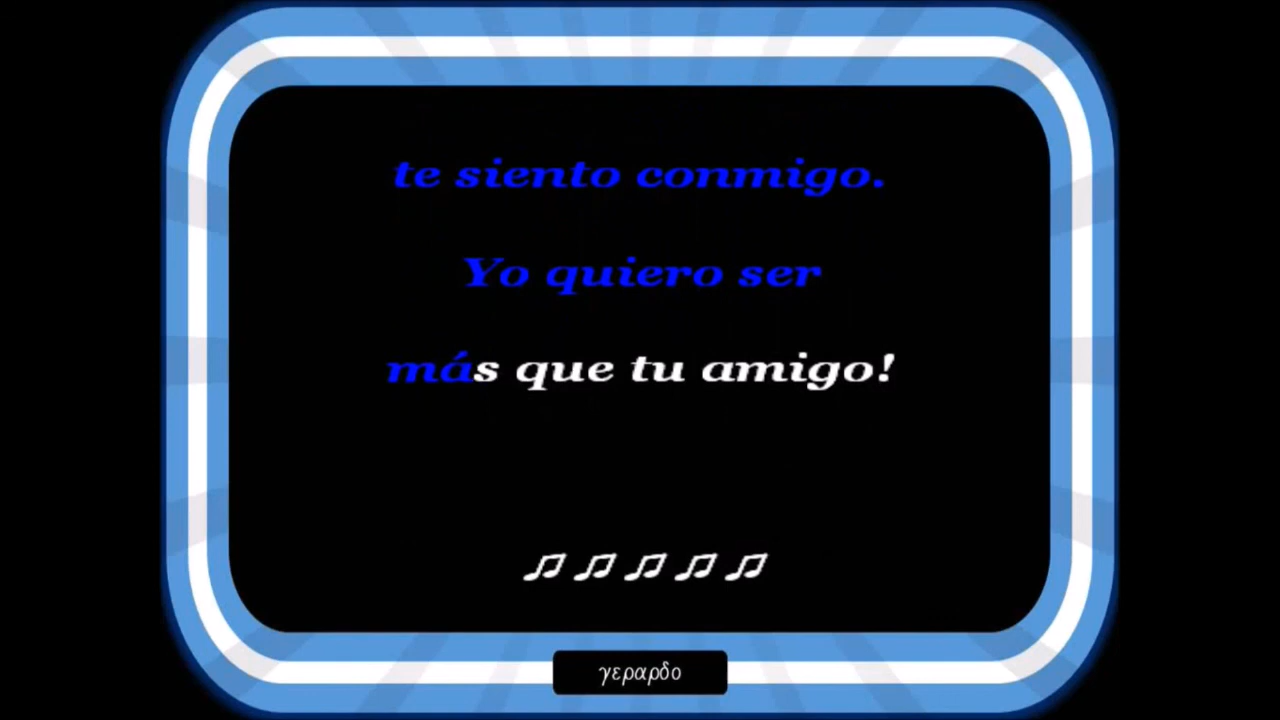 te siento conmigo.
Yo quiero ser
más que tu amigo!
♫ ♫ ♫ ♫ ♫
γεραρδο